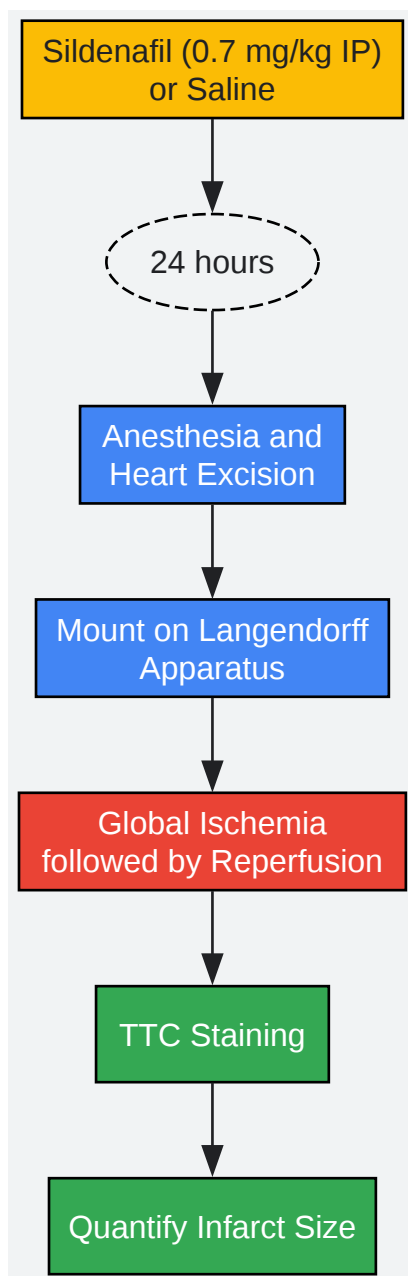 Sildenafil (0.7 mg/kg IP)
or Saline
24 hours
Anesthesia and
Heart Excision
Mount on Langendorff
Apparatus
Global Ischemia
followed by Reperfusion
TTC Staining
Quantify Infarct Size